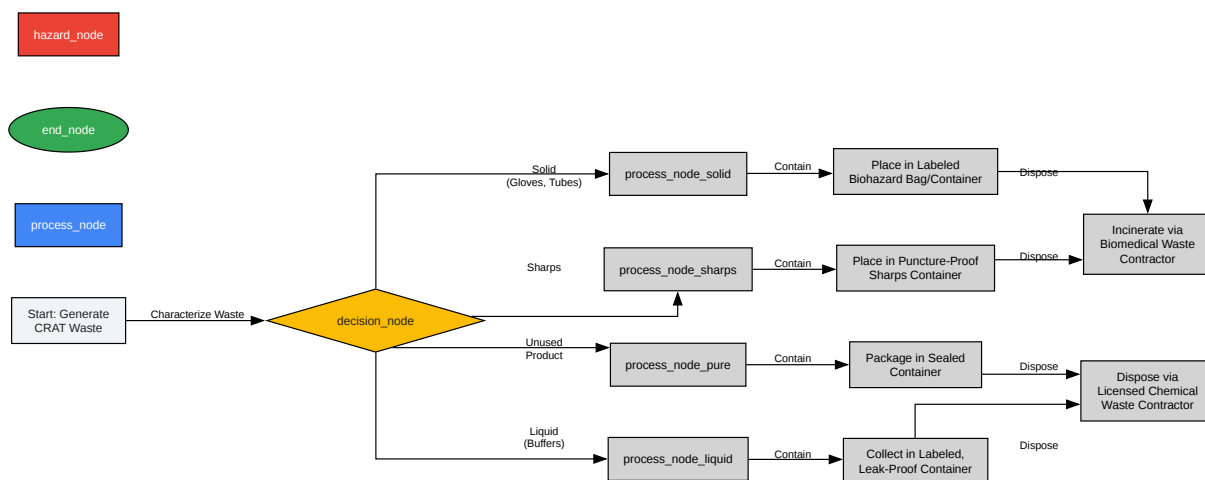 hazard_node
end_node
process_node
Start: Generate
CRAT Waste
Characterize Waste
decision_node
Solid
(Gloves, Tubes)
process_node_solid
Contain
Place in Labeled
Biohazard Bag/Container
Dispose
Sharps
process_node_sharps
Contain
Place in Puncture-Proof
Sharps Container
Dispose
Incinerate via
Biomedical Waste
Contractor
Unused
Product
process_node_pure
Contain
Package in Sealed
Container
Dispose
Dispose via
Licensed Chemical
Waste Contractor
Liquid
(Buffers)
process_node_liquid
Contain
Collect in Labeled,
Leak-Proof Container
Dispose